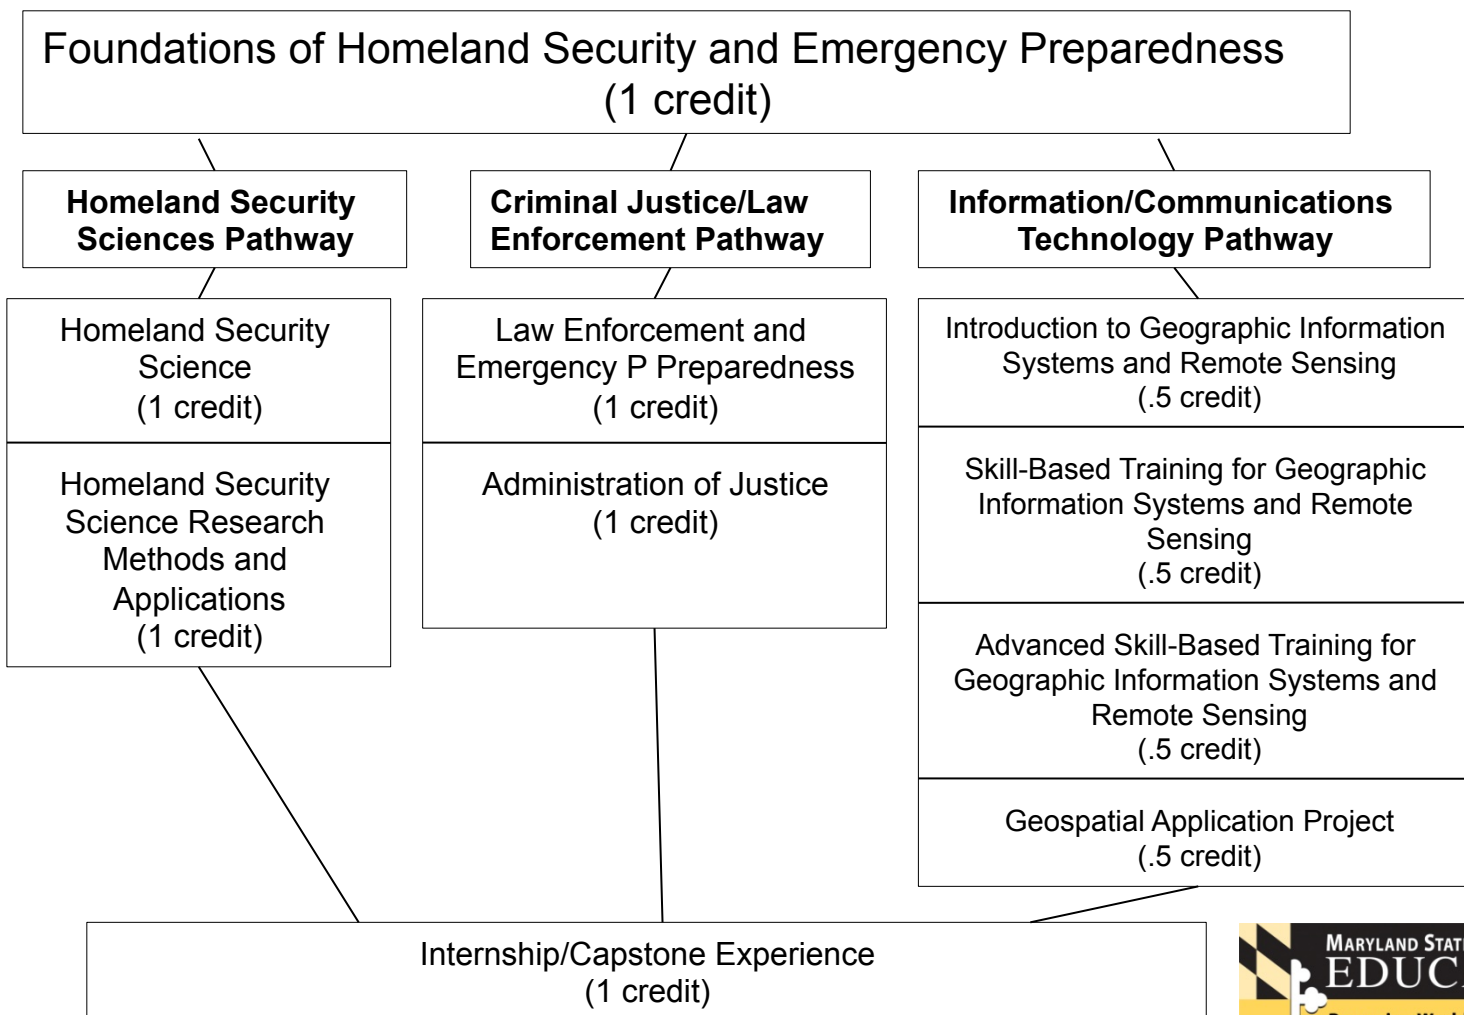 Foundations of Homeland Security and Emergency Preparedness
(1 credit)
Homeland Security
Sciences Pathway
Criminal Justice/Law
Enforcement Pathway
Information/Communications
Technology Pathway
Homeland Security
Science
(1 credit)
Homeland Security
Science Research
Methods and
Applications
(1 credit)
Law Enforcement and
Emergency P Preparedness
(1 credit)
Administration of Justice
(1 credit)
Introduction to Geographic Information
Systems and Remote Sensing
(.5 credit)
Skill-Based Training for Geographic
Information Systems and Remote
Sensing
(.5 credit)
Advanced Skill-Based Training for
Geographic Information Systems and
Remote Sensing
(.5 credit)
Geospatial Application Project
(.5 credit)
Internship/Capstone Experience
(1 credit)
MARYLAND